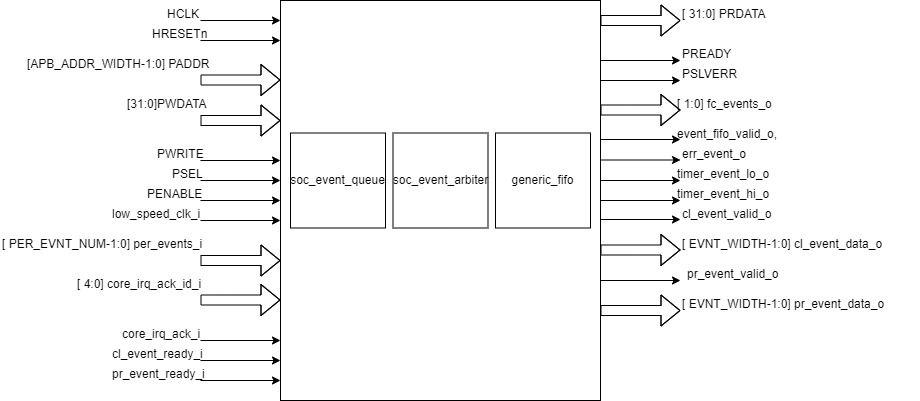 HCLK
HRESETn
[APB_ADDR_WIDTH-1:0] PADDR
[31:0]PWDATA
PWRITE
PSEL
PENABLE
low_speed_clk_i
[ PER_EVNT_NUM-1:0] per_events_i
[ 4:0] core_irq_ack_id_i
core_irq_ack_i
cl_event_ready_i
pr_event_ready_i
soc_event_queue
soc_event_arbiter
generic_fifo
[ 31:0] PRDATA
PREADY
PSLVERR
[ 1:0] fc_events_o
event_fifo_valid_o,
err_event_o
timer_event_lo_o
timer_event_hi_o
cl_event_valid_o
[ EVNT_WIDTH-1:0] cl_event_data_o
pr_event_valid_o
[ EVNT_WIDTH-1:0] pr_event_data_o